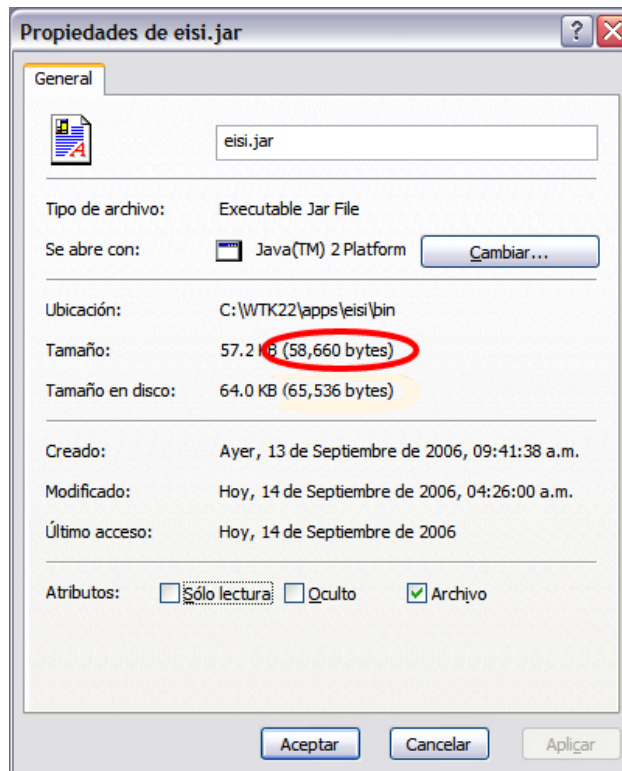 Propiedades de eisi.jar
General
eisi.jar
Tipo de archivo: Executable Jar File
Se abre con: Java(TM) 2 Platform Cambiar...
Ubicación: C:\WTK22\apps\eisi\bin
Tamaño: 57.2 KB (58,660 bytes)
Tamaño en disco: 64.0 KB (65,536 bytes)
Creado: Ayer, 13 de Septiembre de 2006, 09:41:38 a.m.
Modificado: Hoy, 14 de Septiembre de 2006, 04:26:00 a.m.
Último acceso: Hoy, 14 de Septiembre de 2006
Atributos: Sólo lectura Oculto Archivo
Aceptar Cancelar Aplicar